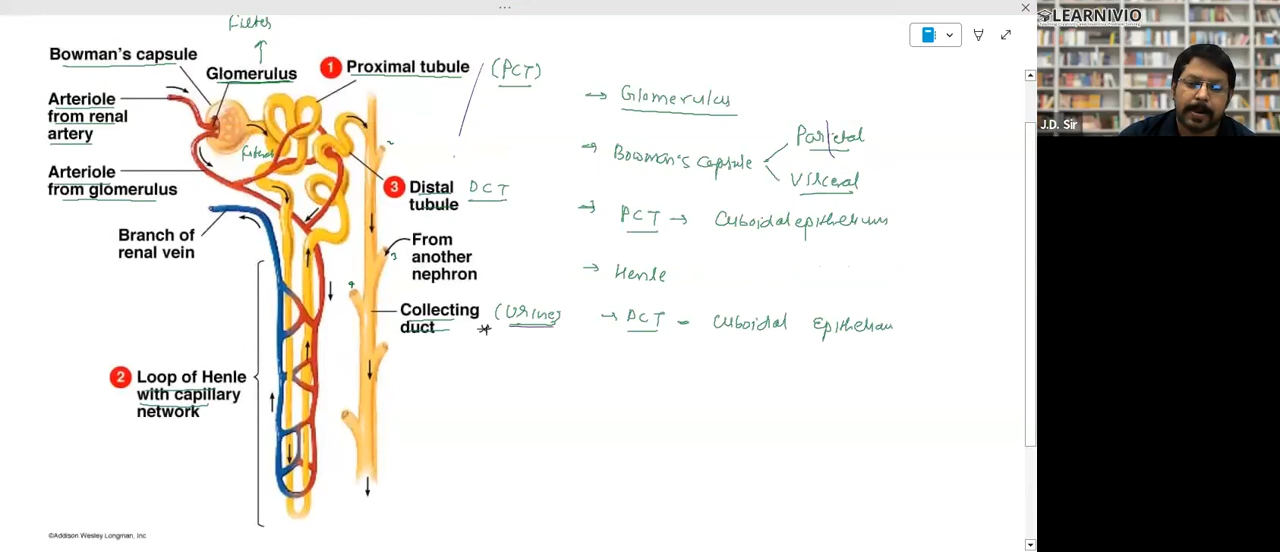 Filter
Bowman's capsule
Glomerulus
1 Proximal tubule
(PCT)
Arteriole
from renal
artery
Arteriole
from glomerulus
3 Distal
tubule
DCT
Branch of
renal vein
From
another
nephron
3
Collecting
duct
(Urine)
2 Loop of Henle
with capillary
network
→ Glomerulus
→ Bowman's capsule
Parietal
Visceral
→ PCT → Cuboidal epithelium
→ Henle
→ DCT - Cuboidal Epithelium
©Addison Wesley Longman, Inc
LEARNIVIO
J.D. Sir